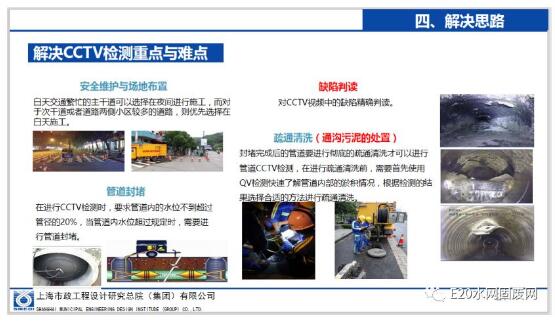 四、解决思路
解决CCTV检测重点与难点
安全维护与场地布置
白天交通繁忙的主干道可以选择在夜间进行施工，而对
于次干道或者道路两侧小区较多的道路，则优先选择在
白天施工。
管道封堵
在进行CCTV检测时，要求管道内的水位不到超过
管径的20%，当管道内水位超过规定时，需要进
行管道封堵。
缺陷判读
对CCTV视频中的缺陷精确判读。
疏通清洗（通沟污泥的处置）
封堵完成后的管道要进行彻底的疏通清洗才可以进行
管道CCTV检测，在进行疏通清洗前，需要首先使用
QV检测快速了解管道内部的淤积情况，根据检测的结
果选择合适的方法进行疏通清洗。
上海市政工程设计研究总院（集团）有限公司
SHANGHAI MUNICIPAL ENGINEERING DESIGN INSTITUTE (GROUP) CO., LTD.
E20水网固废网